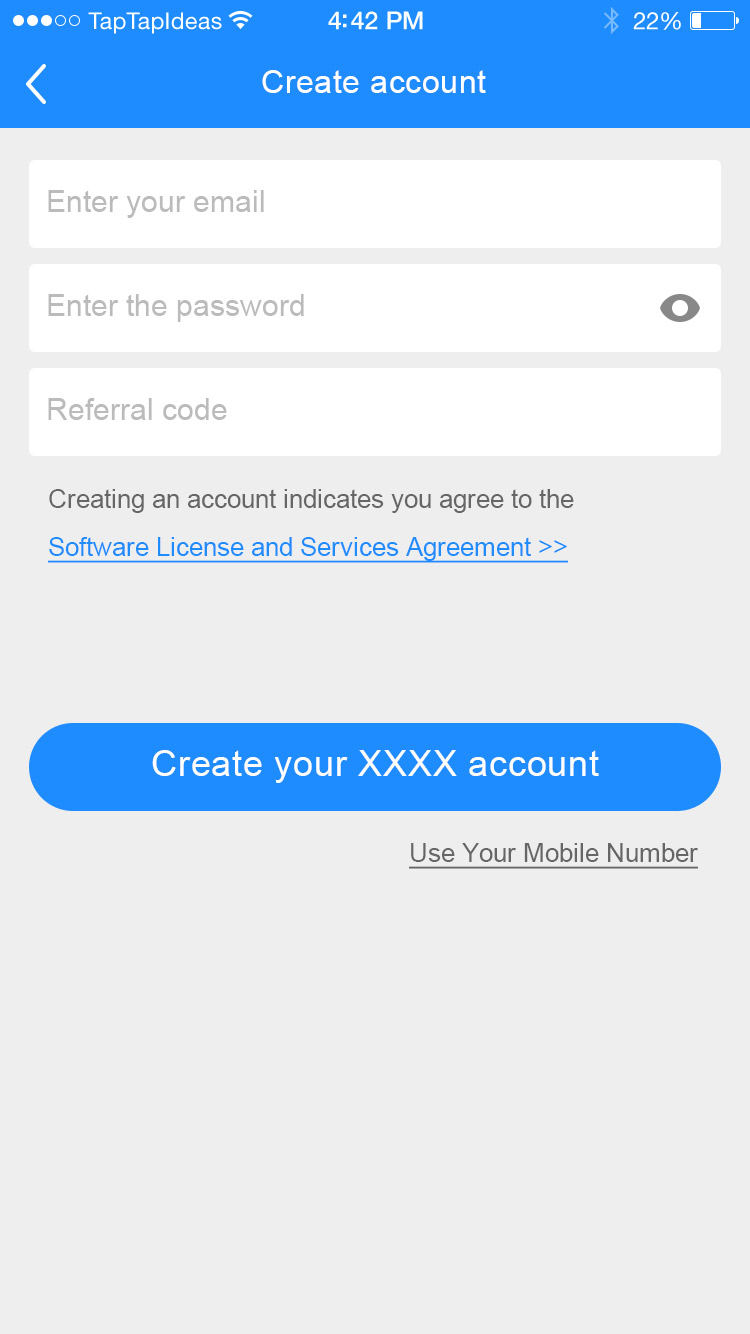 TapTapIdeas 4:42 PM 22%
Create account
Enter your email
Enter the password
Referral code
Creating an account indicates you agree to the
Software License and Services Agreement >>
Create your XXXX account
Use Your Mobile Number